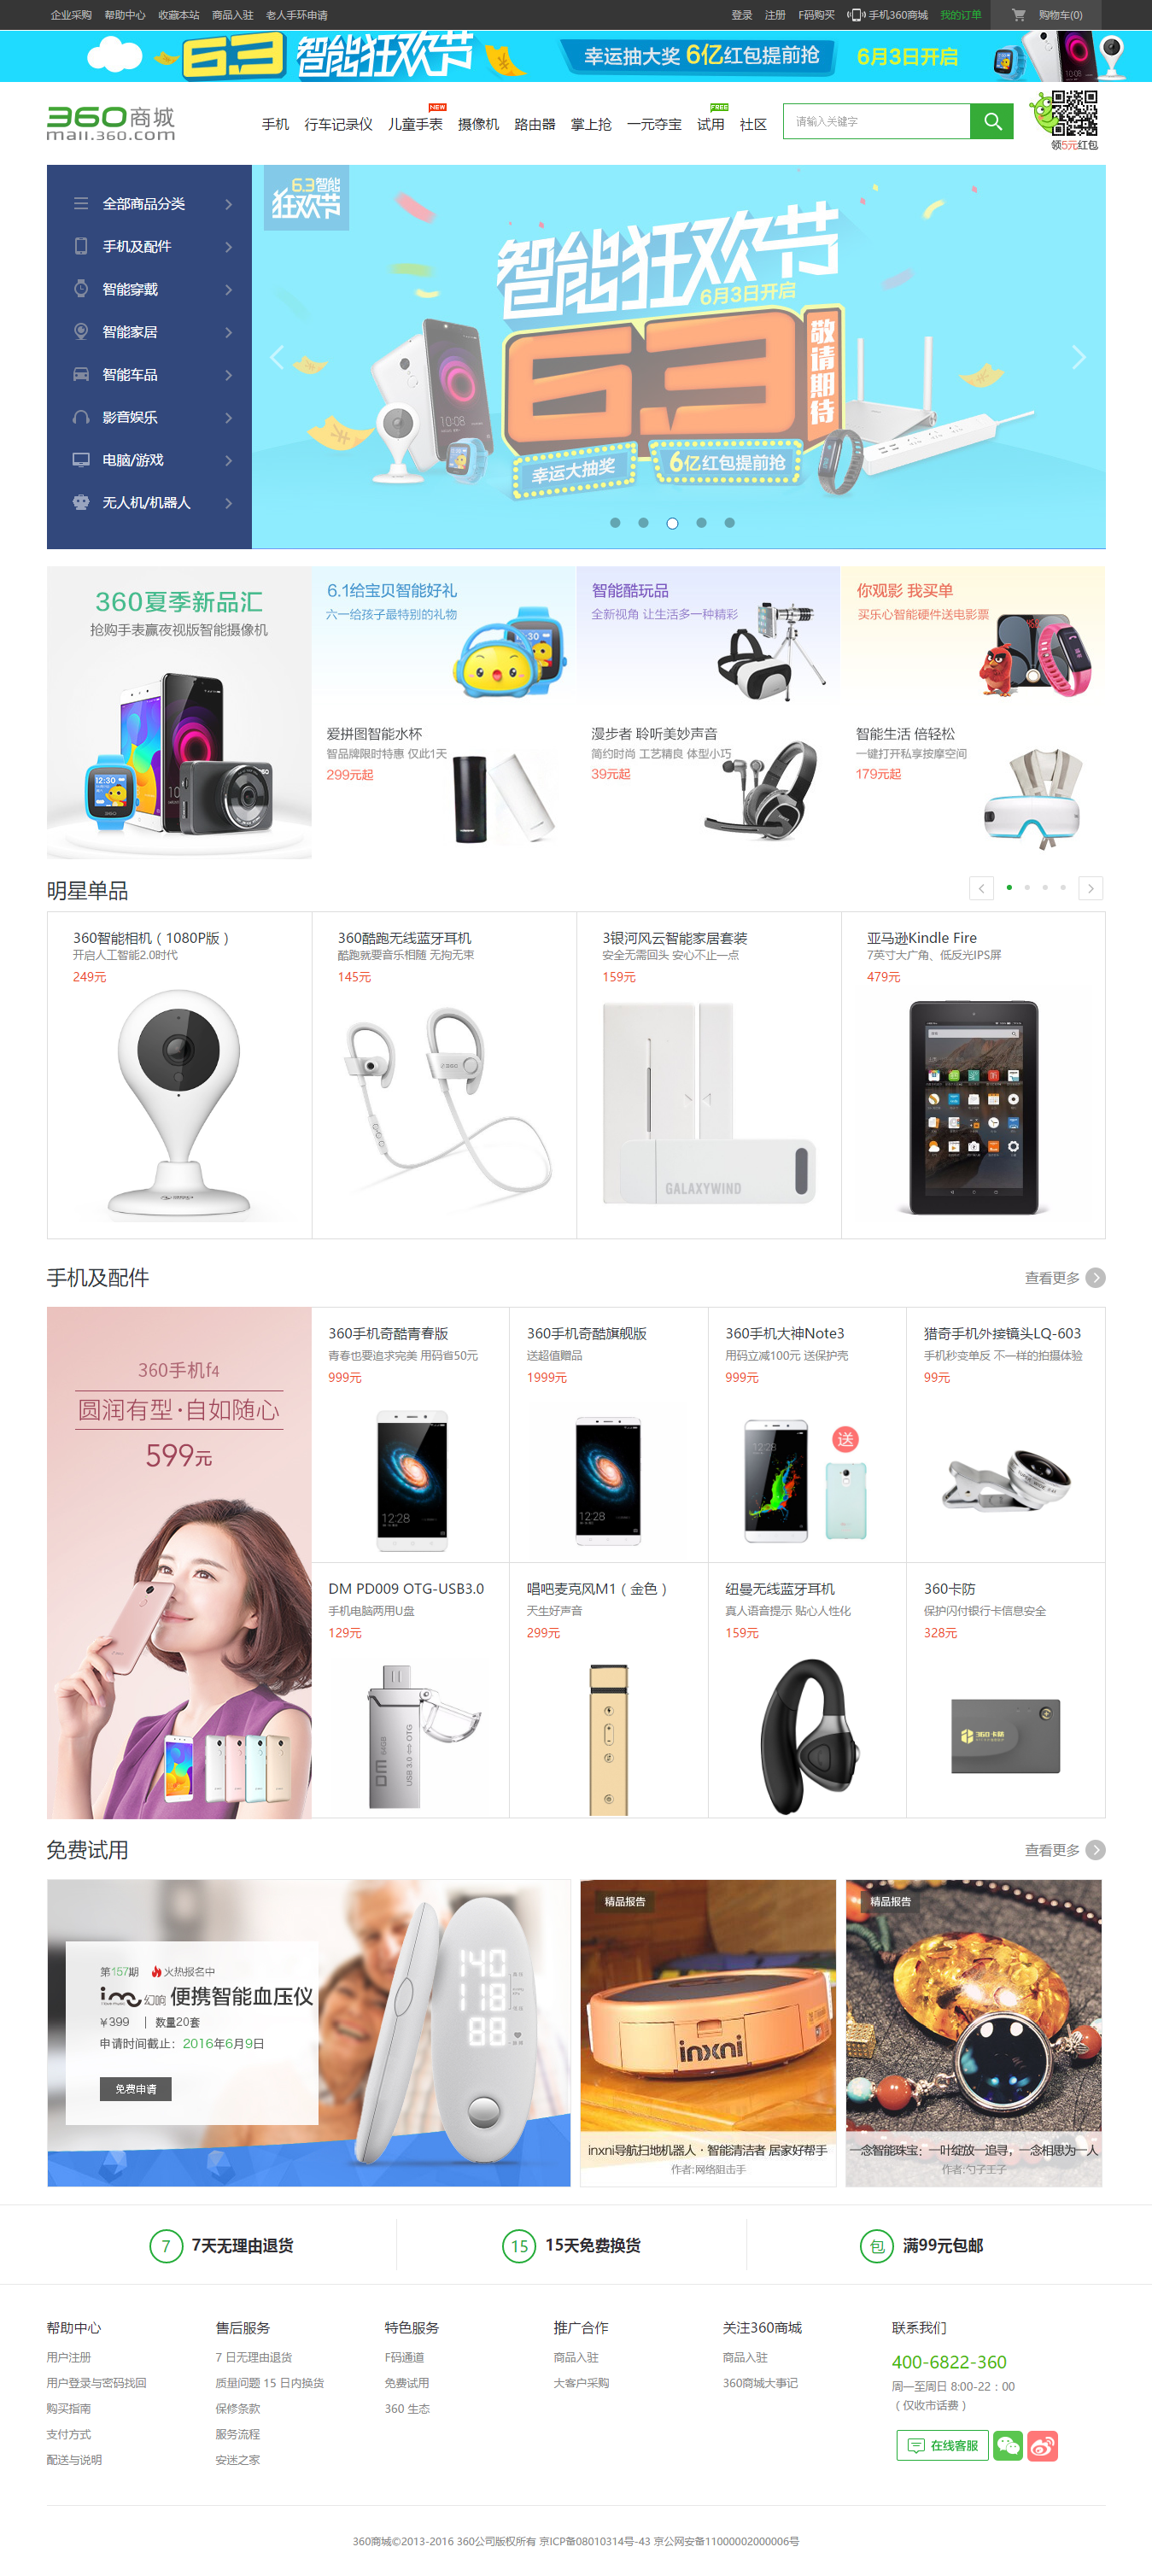 企业采购 帮助中心 收藏本站 商品入驻 老人手环申请
登录 注册 F码购买 手机360商城 我的订单 购物车(0)
6.3 智能狂欢节 幸运抽大奖 6亿红包提前抢 6月3日开启
360商城
mall.360.com
NEW FREE
手机 行车记录仪 儿童手表 摄像机 路由器 掌上抢 一元夺宝 试用 社区
请输入关键字
领5元红包
全部商品分类
手机及配件
智能穿戴
智能家居
智能车品
影音娱乐
电脑/游戏
无人机/机器人
6.3智能
狂欢节
智能狂欢节
6月3日开启
63
敬请期待
10:08
幸运大抽奖
6亿红包提前抢
360夏季新品汇
抢购手表赢夜视版智能摄像机
12:30
6.1给宝贝智能好礼
六一给孩子最特别的礼物
智能酷玩品
全新视角 让生活多一种精彩
你观影 我买单
买乐心智能硬件送电影票
爱拼图智能水杯
智品牌限时特惠 仅此1天
299元起
漫步者 聆听美妙声音
简约时尚 工艺精良 体型小巧
39元起
智能生活 倍轻松
一键打开私享按摩空间
179元起
明星单品
360智能相机（1080P版）
开启人工智能2.0时代
249元
360酷跑无线蓝牙耳机
酷跑就要音乐相随 无拘无束
145元
3银河风云智能家居套装
安全无需回头 安心不止一点
159元
GALAXYWIND
亚马逊Kindle Fire
7英寸大广角、低反光IPS屏
479元
手机及配件
查看更多
360手机f4
圆润有型·自如随心
599元
360手机奇酷青春版
青春也要追求完美 用码省50元
999元
12:28
360手机奇酷旗舰版
送超值赠品
1999元
12:28
360手机大神Note3
用码立减100元 送保护壳
999元
送
12:28
猎奇手机外接镜头LQ-603
手机秒变单反 不一样的拍摄体验
99元
DM PD009 OTG-USB3.0
手机电脑两用U盘
129元
DM 64GB
USB 3.0 OTG
唱吧麦克风M1（金色）
天生好声音
299元
纽曼无线蓝牙耳机
真人语音提示 贴心人性化
159元
360卡防
保护闪付银行卡信息安全
328元
360卡防
免费试用
查看更多
第157期 火热报名中
imu幻响 便携智能血压仪
¥399 | 数量20套
申请时间截止：2016年6月9日
免费申请
140
118
88
精品报告
inxni
inxni导航扫地机器人·智能清洁者 居家好帮手
作者:网络阻击手
精品报告
一念智能珠宝：一叶绽放一追寻，一念相思为一人
作者:勺子王子
7 7天无理由退货
15 15天免费换货
包 满99元包邮
帮助中心
用户注册
用户登录与密码找回
购买指南
支付方式
配送与说明
售后服务
7 日无理由退货
质量问题 15 日内换货
保修条款
服务流程
安迷之家
特色服务
F码通道
免费试用
360 生态
推广合作
商品入驻
大客户采购
关注360商城
商品入驻
360商城大事记
联系我们
400-6822-360
周一至周日 8:00-22：00
（仅收市话费）
在线客服
360商城©2013-2016 360公司版权所有 京ICP备08010314号-43 京公网安备11000002000006号